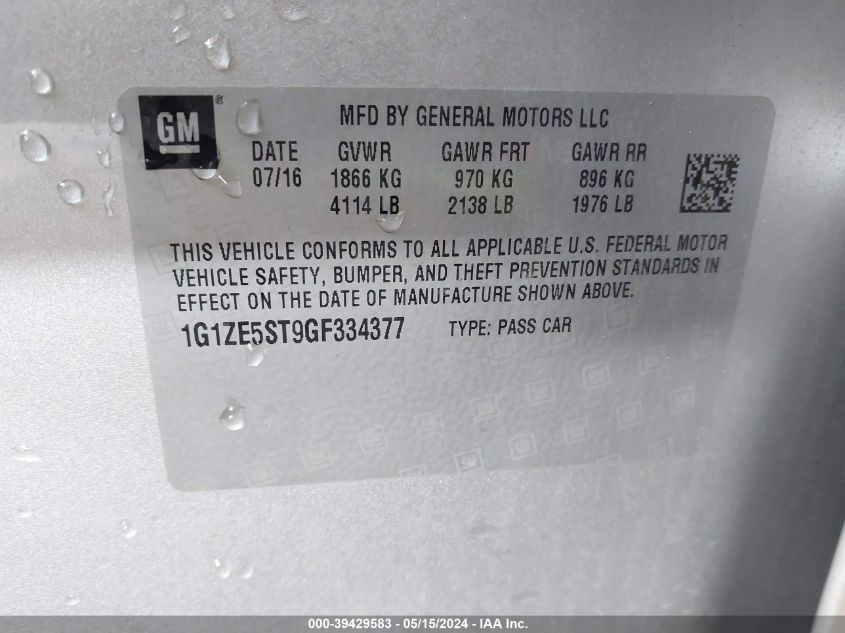 GM
MFD BY GENERAL MOTORS LLC
DATE GVWR GAWR FRT GAWR RR
07/16 1866 KG 970 KG 896 KG
4114 LB 2138 LB 1976 LB
THIS VEHICLE CONFORMS TO ALL APPLICABLE U.S. FEDERAL MOTOR
VEHICLE SAFETY, BUMPER, AND THEFT PREVENTION STANDARDS IN
EFFECT ON THE DATE OF MANUFACTURE SHOWN ABOVE.
1G1ZE5ST9GF334377 TYPE: PASS CAR
000-39429583 - 05/15/2024 - IAA Inc.